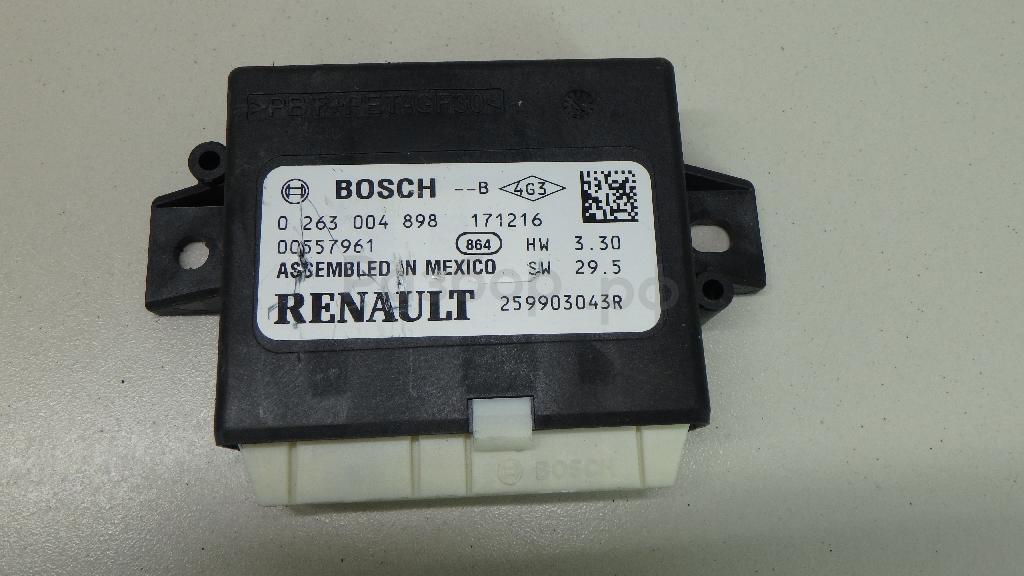 BOSCH --B 4G3
0 263 004 898 171216
00557961 864 HW 3.30
ASSEMBLED IN MEXICO SW 29.5
RENAULT 259903043R
BOSCH